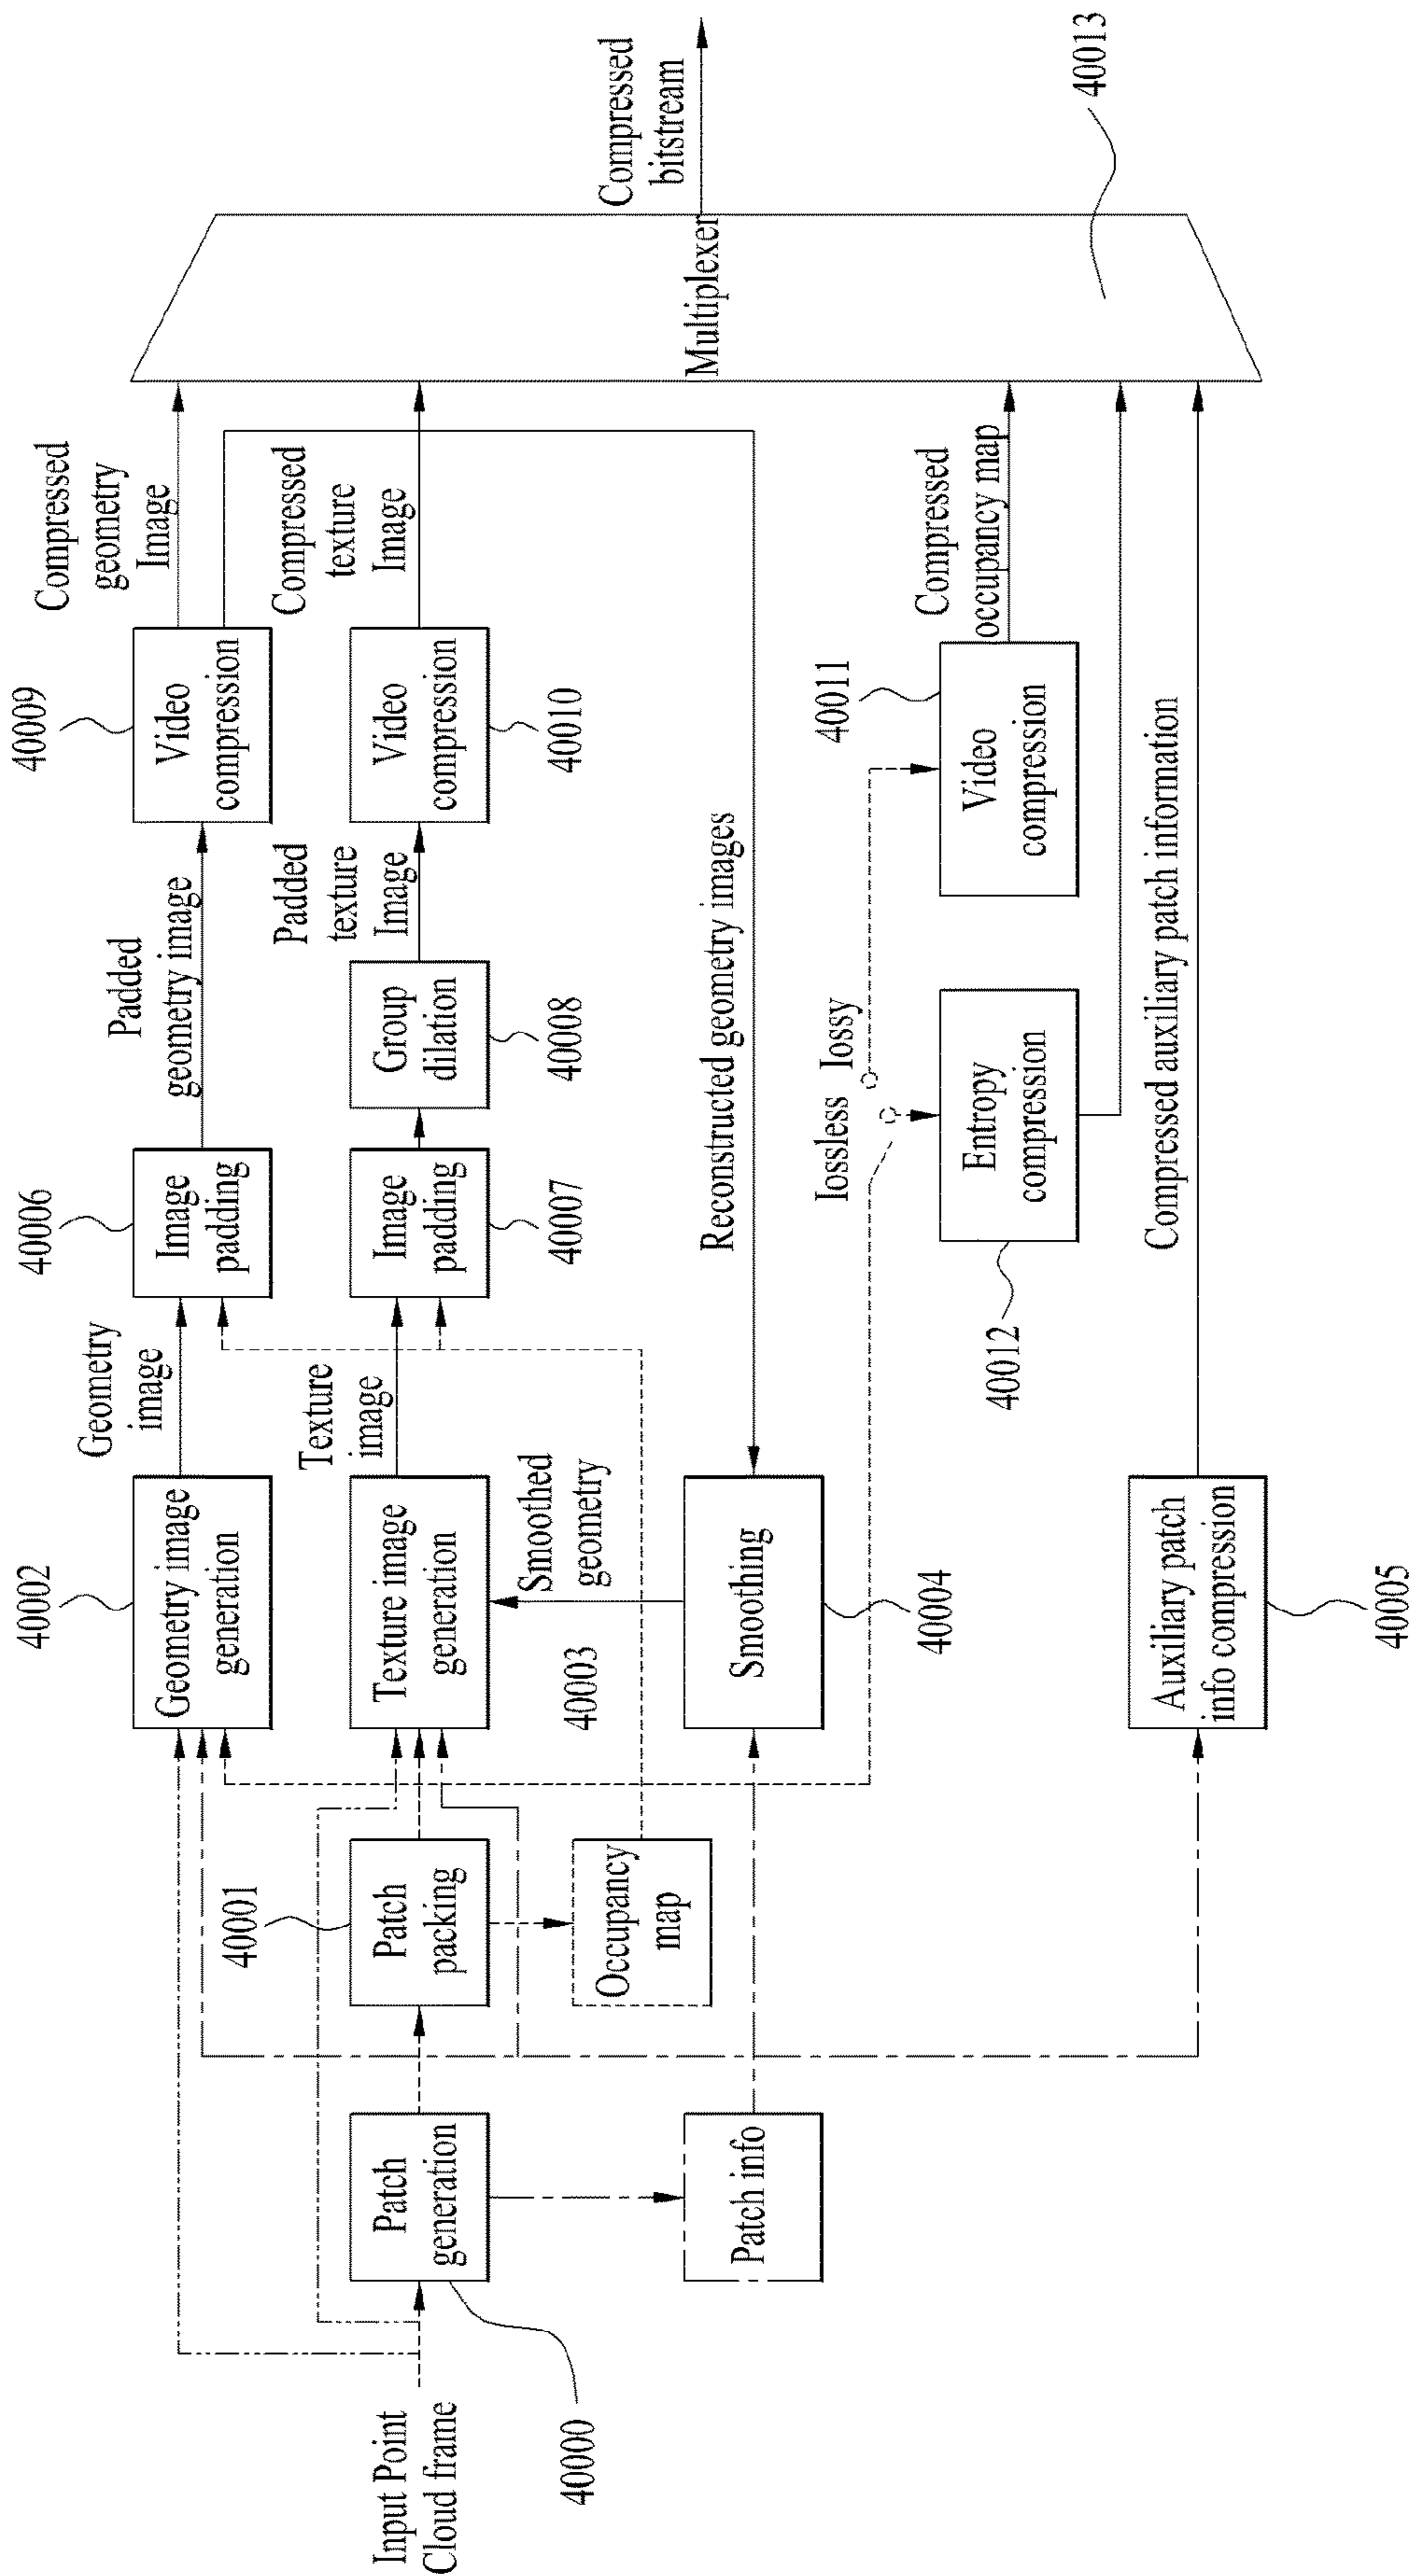 Input Point
Cloud frame
40000
Patch
generation
Patch info
40001
Patch
packing
Occupancy
map
40002
Geometry image
generation
Texture image
generation
40003
Smoothed
geometry
Smoothing
40004
Auxiliary patch
info compression
40005
Geometry
image
Texture
image
40006
Image
padding
Image
padding
40007
Group
dilation
40008
Padded
geometry image
Padded
texture
Image
40009
Video
compression
Video
compression
40010
Reconstructed geometry images
lossless
lossy
Entropy
compression
40012
40011
Video
compression
Compressed auxiliary patch information
Compressed
geometry
Image
Compressed
texture
Image
Compressed
occupancy map
Multiplexer
40013
Compressed
bitstream